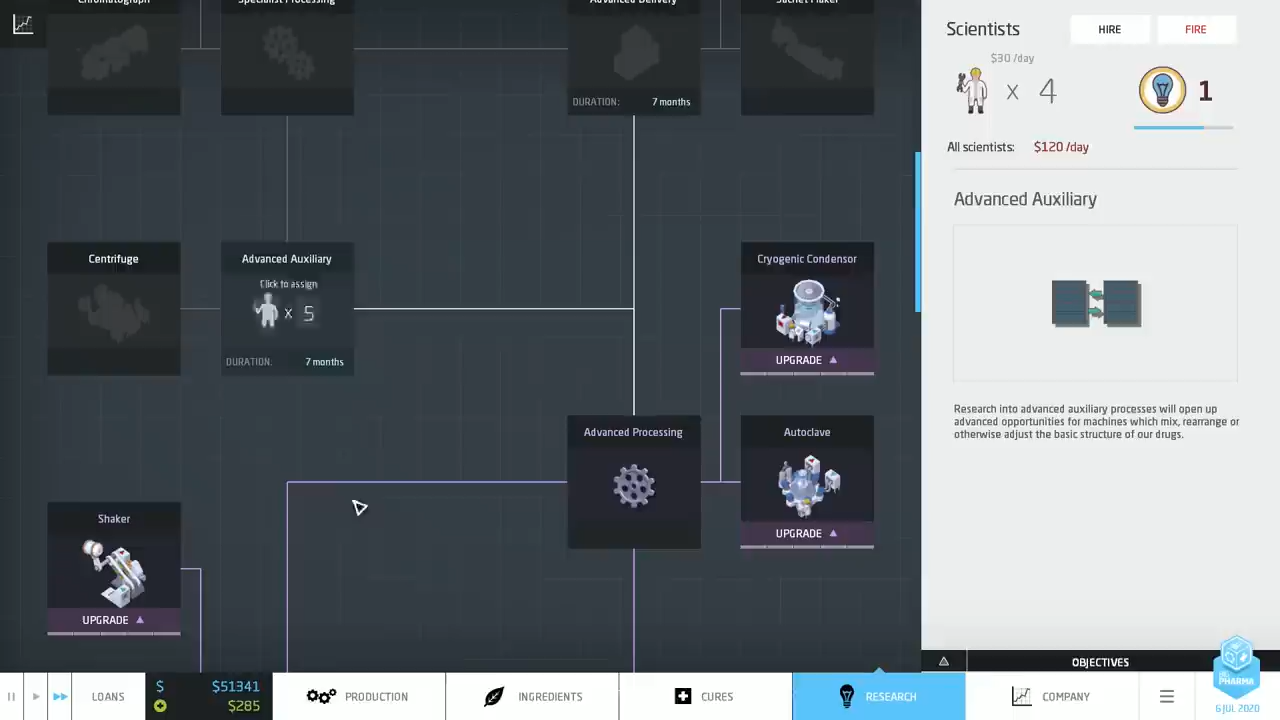 Chromatograph
Specialist Processing
Advanced Delivery
Sachet Maker
DURATION: 7 months
Centrifuge
Advanced Auxiliary
Click to assign
x 5
DURATION. 7 months
Cryogenic Condensor
UPGRADE
Advanced Processing
Autoclave
UPGRADE
Shaker
UPGRADE
Scientists
HIRE
FIRE
$30 /day
x 4
1
All scientists: $120 /day
Advanced Auxiliary
Research into advanced auxiliary processes will open up
advanced opportunities for machines which mix, rearrange or
otherwise adjust the basic structure of our drugs.
OBJECTIVES
LOANS
$ $51341
$285
PRODUCTION
INGREDIENTS
CURES
RESEARCH
COMPANY
BIG
PHARMA
6 JUL 2020